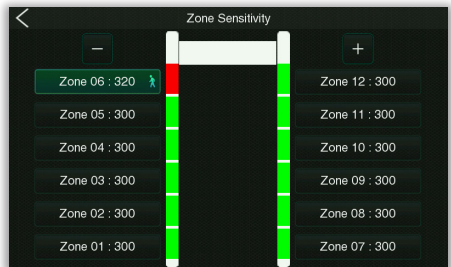 Zone Sensitivity
− +
Zone 06 : 320 Zone 12 : 300
Zone 05 : 300 Zone 11 : 300
Zone 04 : 300 Zone 10 : 300
Zone 03 : 300 Zone 09 : 300
Zone 02 : 300 Zone 08 : 300
Zone 01 : 300 Zone 07 : 300